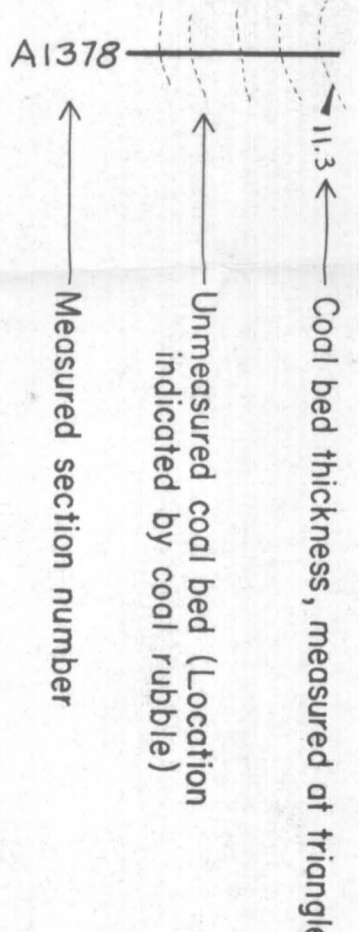 A1378
11.3
Coal bed thickness, measured at triangle
Unmeasured coal bed (Location
indicated by coal rubble)
Measured section number